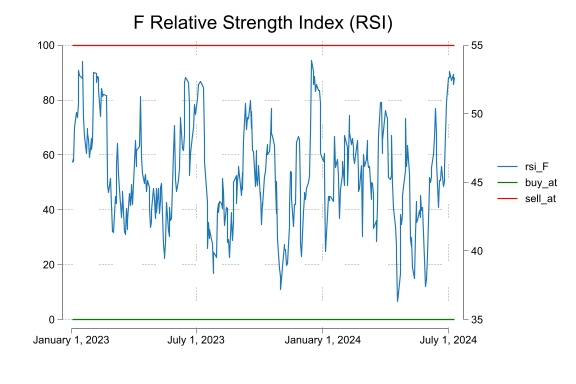 F Relative Strength Index (RSI)
100
80
60
40
20
0
55
50
45
40
35
January 1, 2023
July 1, 2023
January 1, 2024
July 1, 2024
rsi_F
buy_at
sell_at